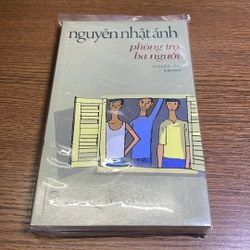 nguyễn nhật ánh
phòng trọ
ba người